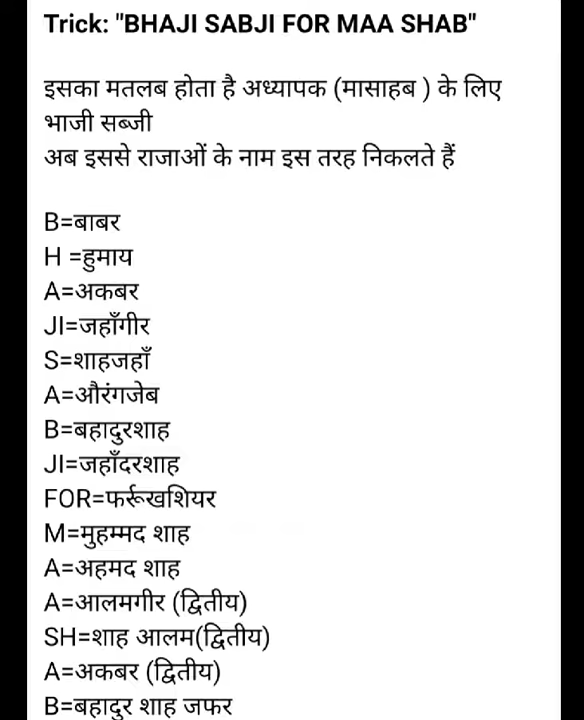 Trick: "BHAJI SABJI FOR MAA SHAB"
इसका मतलब होता है अध्यापक (मासाहब ) के लिए
भाजी सब्जी
अब इससे राजाओं के नाम इस तरह निकलते हैं
B=बाबर
H =हुमाय
A=अकबर
JI=जहाँगीर
S=शाहजहाँ
A=औरंगजेब
B=बहादुरशाह
JI=जहाँदरशाह
FOR=फर्रूखशियर
M=मुहम्मद शाह
A=अहमद शाह
A=आलमगीर (द्वितीय)
SH=शाह आलम(द्वितीय)
A=अकबर (द्वितीय)
B=बहादुर शाह जफर